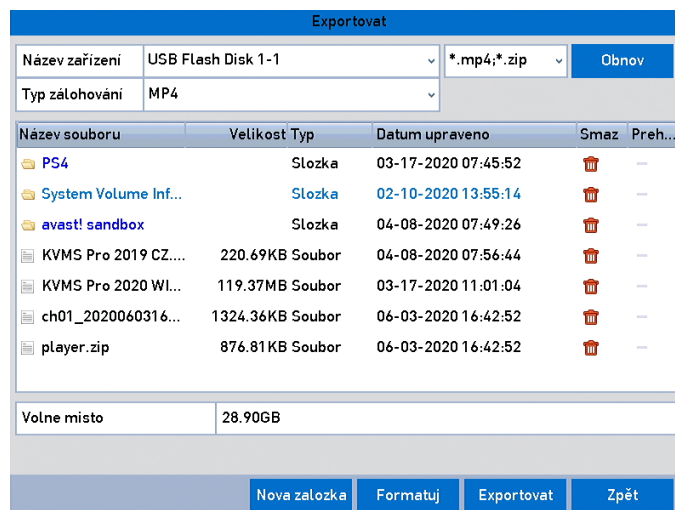 Exportovat
Název zařízení USB Flash Disk 1-1 *.mp4;*.zip Obnov
Typ zálohování MP4
Název souboru Velikost Typ Datum upraveno Smaz Preh...
PS4 Slozka 03-17-2020 07:45:52
System Volume Inf... Slozka 02-10-2020 13:55:14
avast! sandbox Slozka 04-08-2020 07:49:26
KVMS Pro 2019 CZ.... 220.69KB Soubor 04-08-2020 07:56:44
KVMS Pro 2020 WI... 119.37MB Soubor 03-17-2020 11:01:04
ch01_2020060316... 1324.36KB Soubor 06-03-2020 16:42:52
player.zip 876.81KB Soubor 06-03-2020 16:42:52
Volne misto 28.90GB
Nova zalozka Formatuj Exportovat Zpět